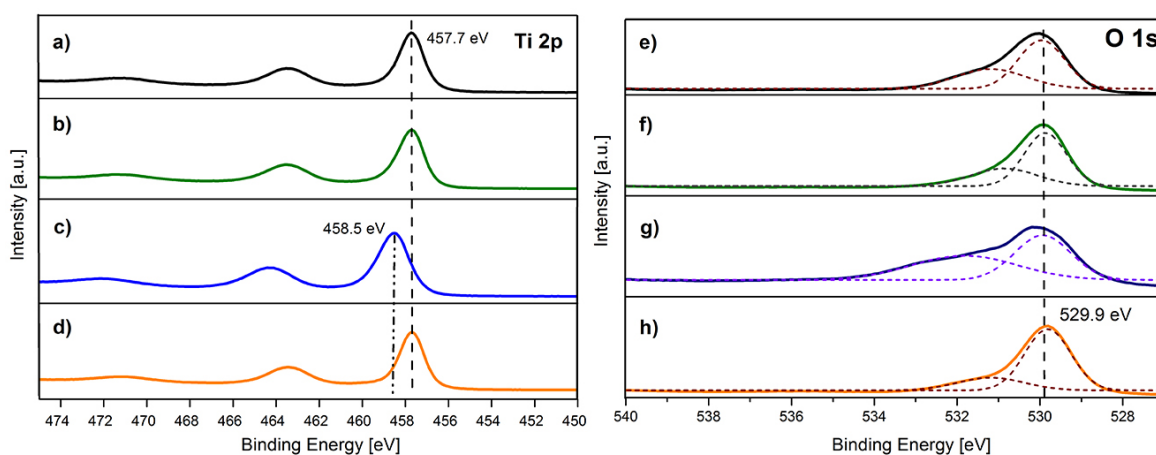 a)
457.7 eV
Ti 2p
b)
c)
458.5 eV
d)
Intensity [a.u.]
474 472 470 468 466 464 462 460 458 456 454 452 450
Binding Energy [eV]
e)
O 1s
f)
g)
h)
529.9 eV
Intensity [a.u.]
540 538 536 534 532 530 528
Binding Energy [eV]